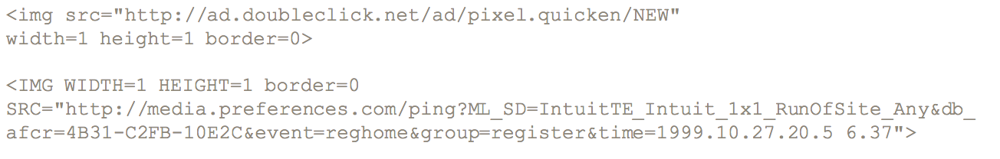 <img src="http://ad.doubleclick.net/ad/pixel.quicken/NEW"
width=1 height=1 border=0>
<IMG WIDTH=1 HEIGHT=1 border=0
SRC="http://media.preferences.com/ping?ML_SD=IntuitTE_Intuit_1x1_RunOfSite_Any&db_
afcr=4B31-C2FB-10E2C&event=reghome&group=register&time=1999.10.27.20.5 6.37">